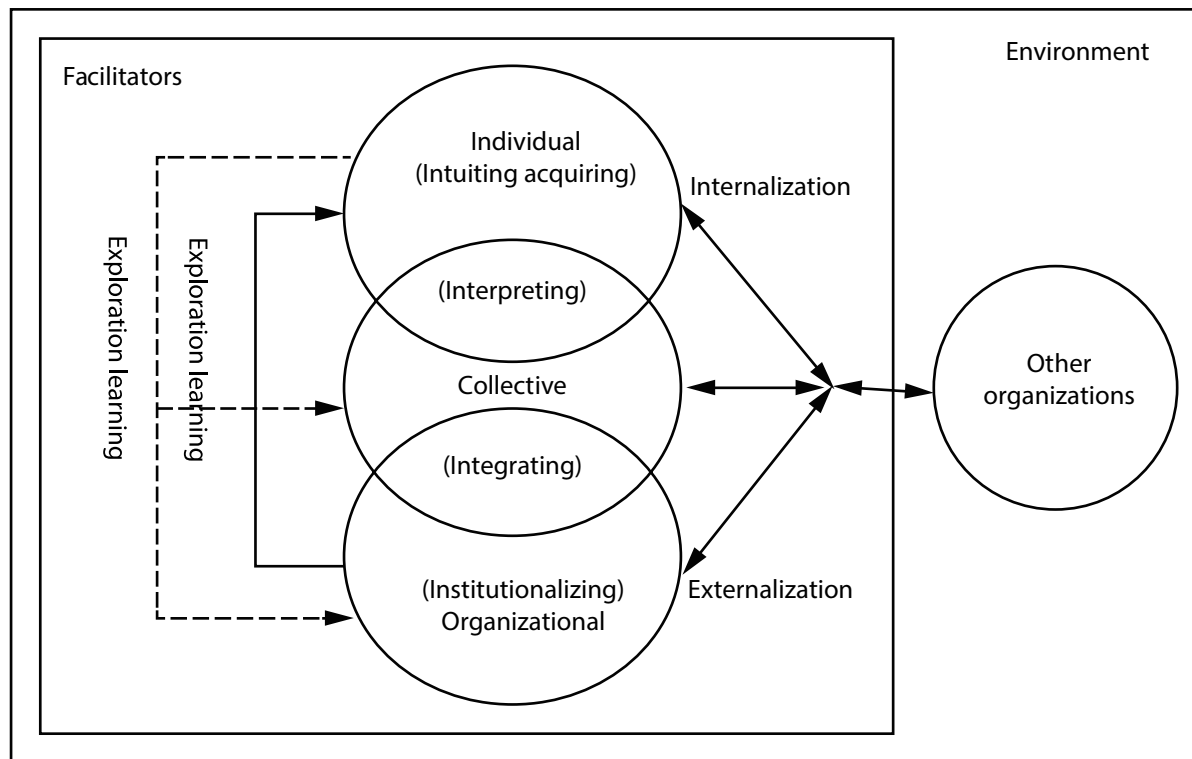 Environment
Facilitators
Individual
(Intuiting acquiring)
Internalization
Exploration learning
Exploration learning
(Interpreting)
Collective
Other
organizations
(Integrating)
(Institutionalizing)
Organizational
Externalization